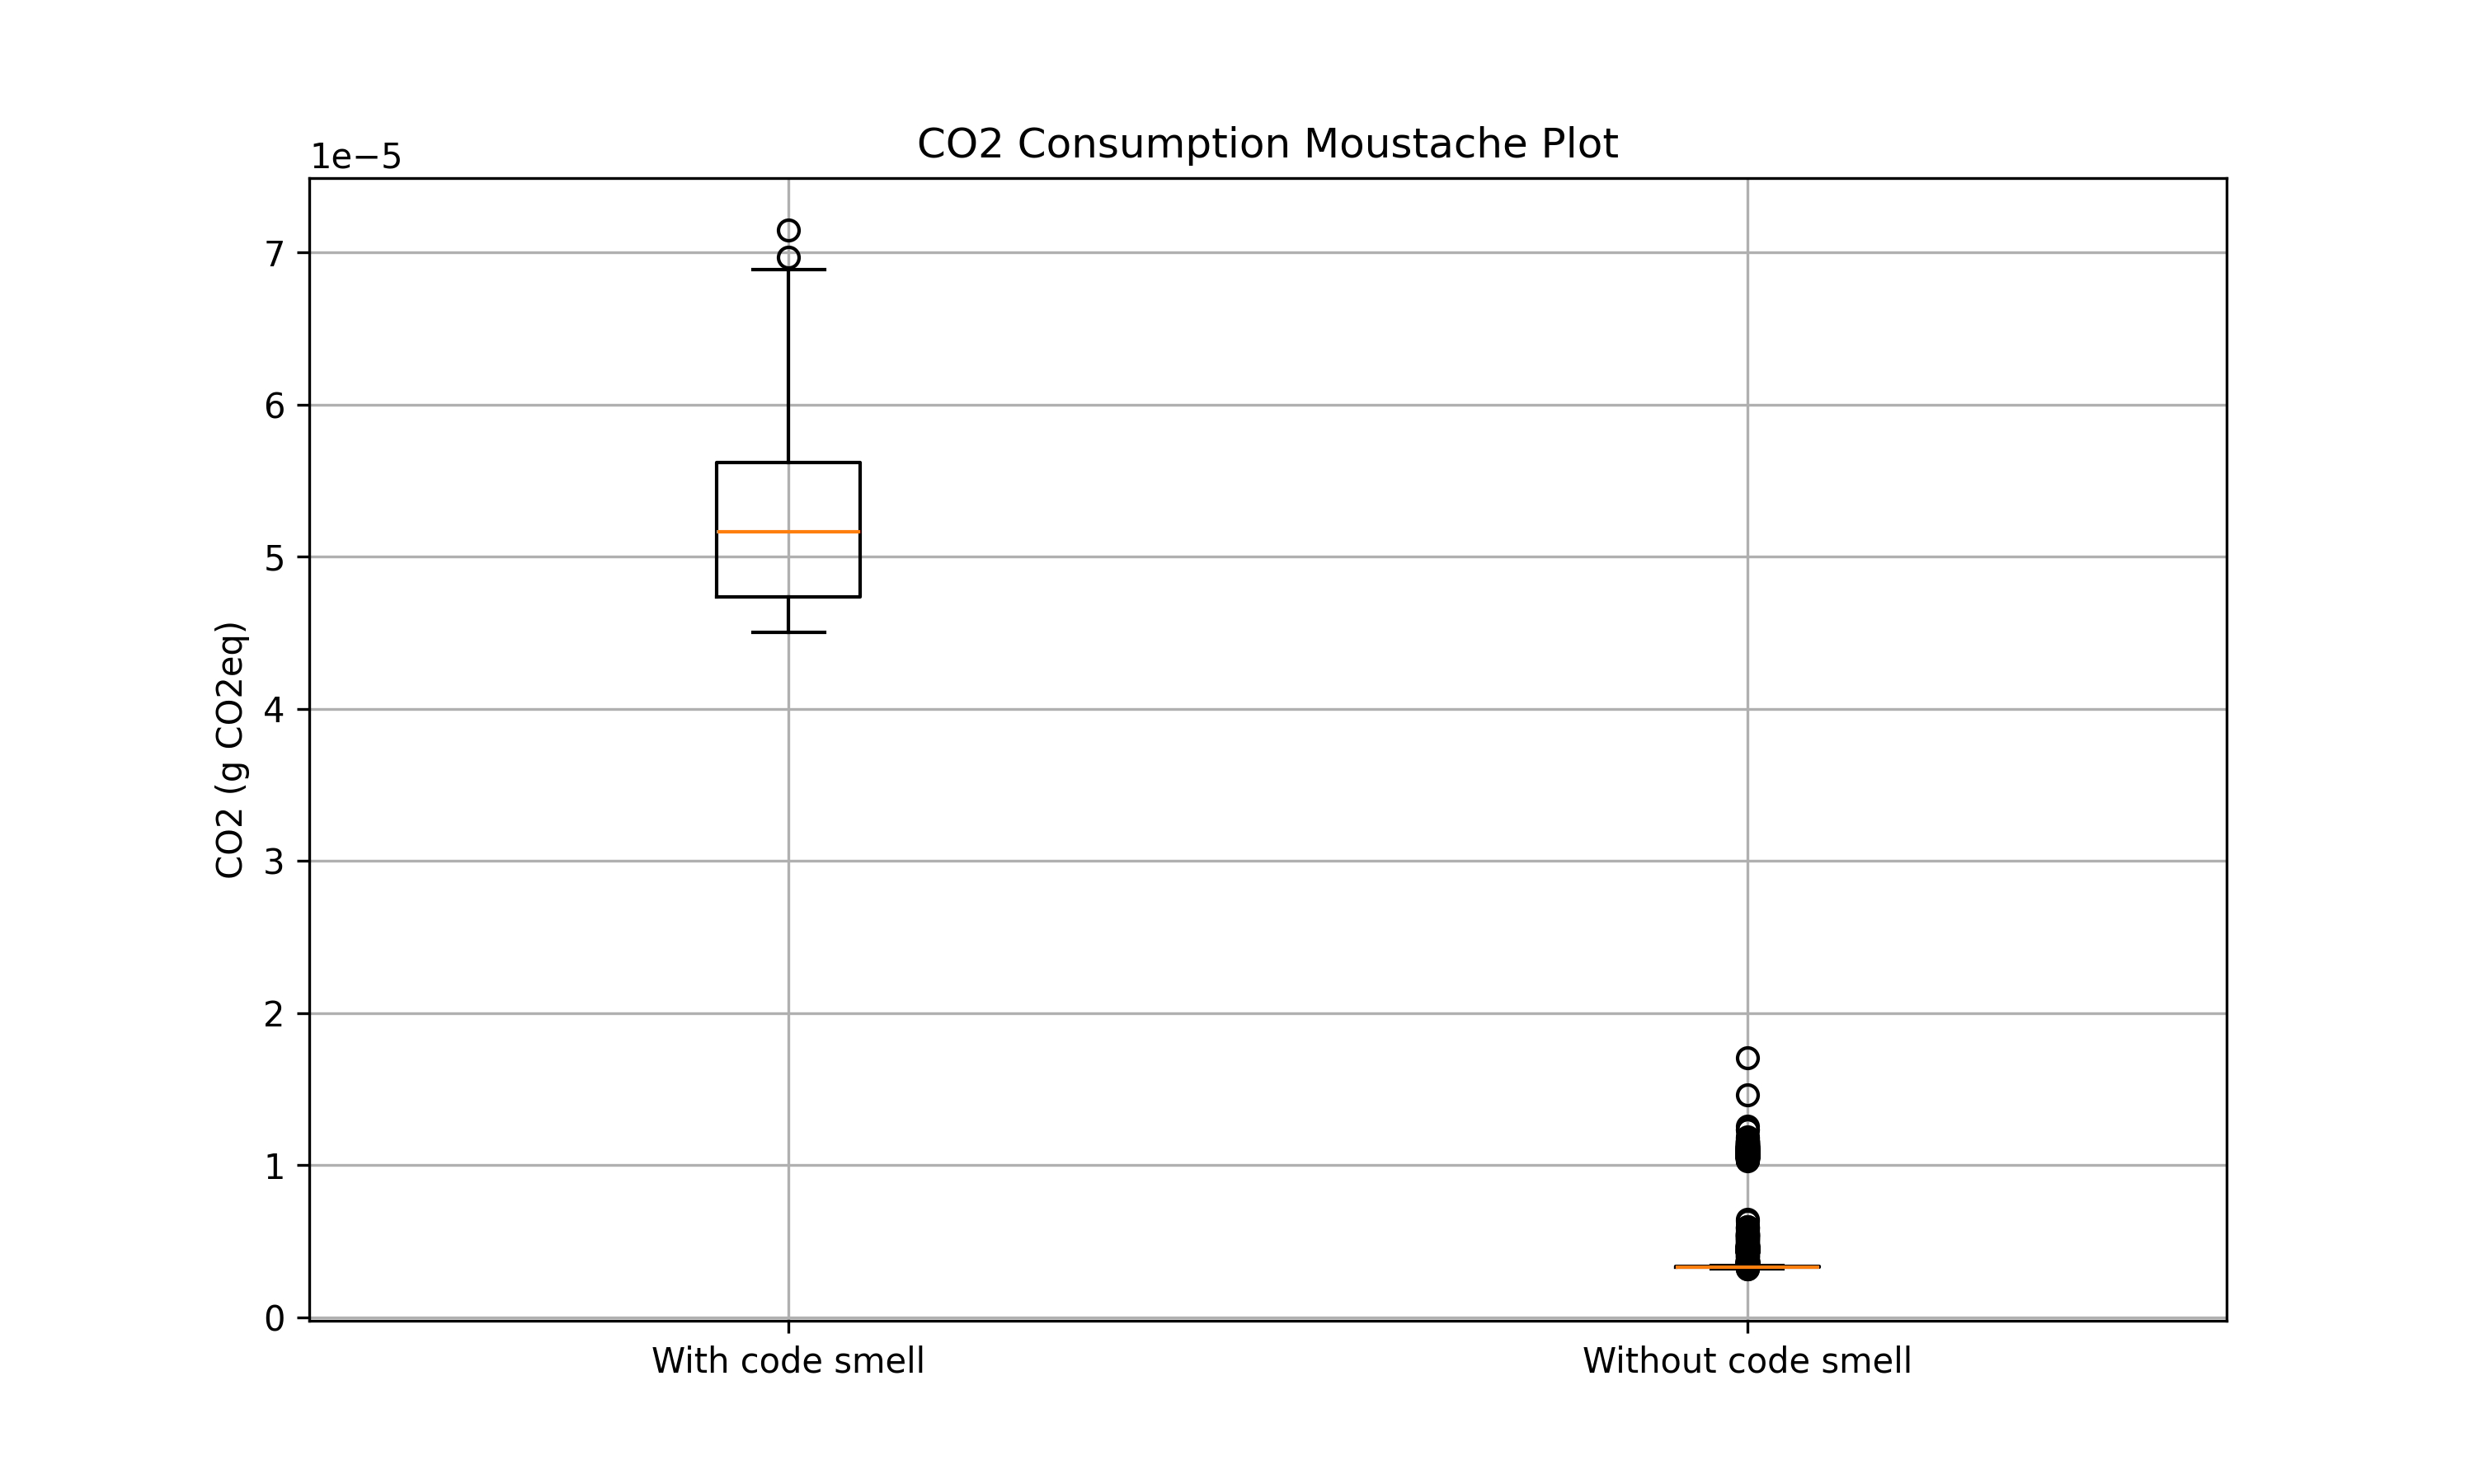 CO2 Consumption Moustache Plot
1e−5
7
6
5
4
3
2
1
0
CO2 (g CO2eq)
With code smell
Without code smell